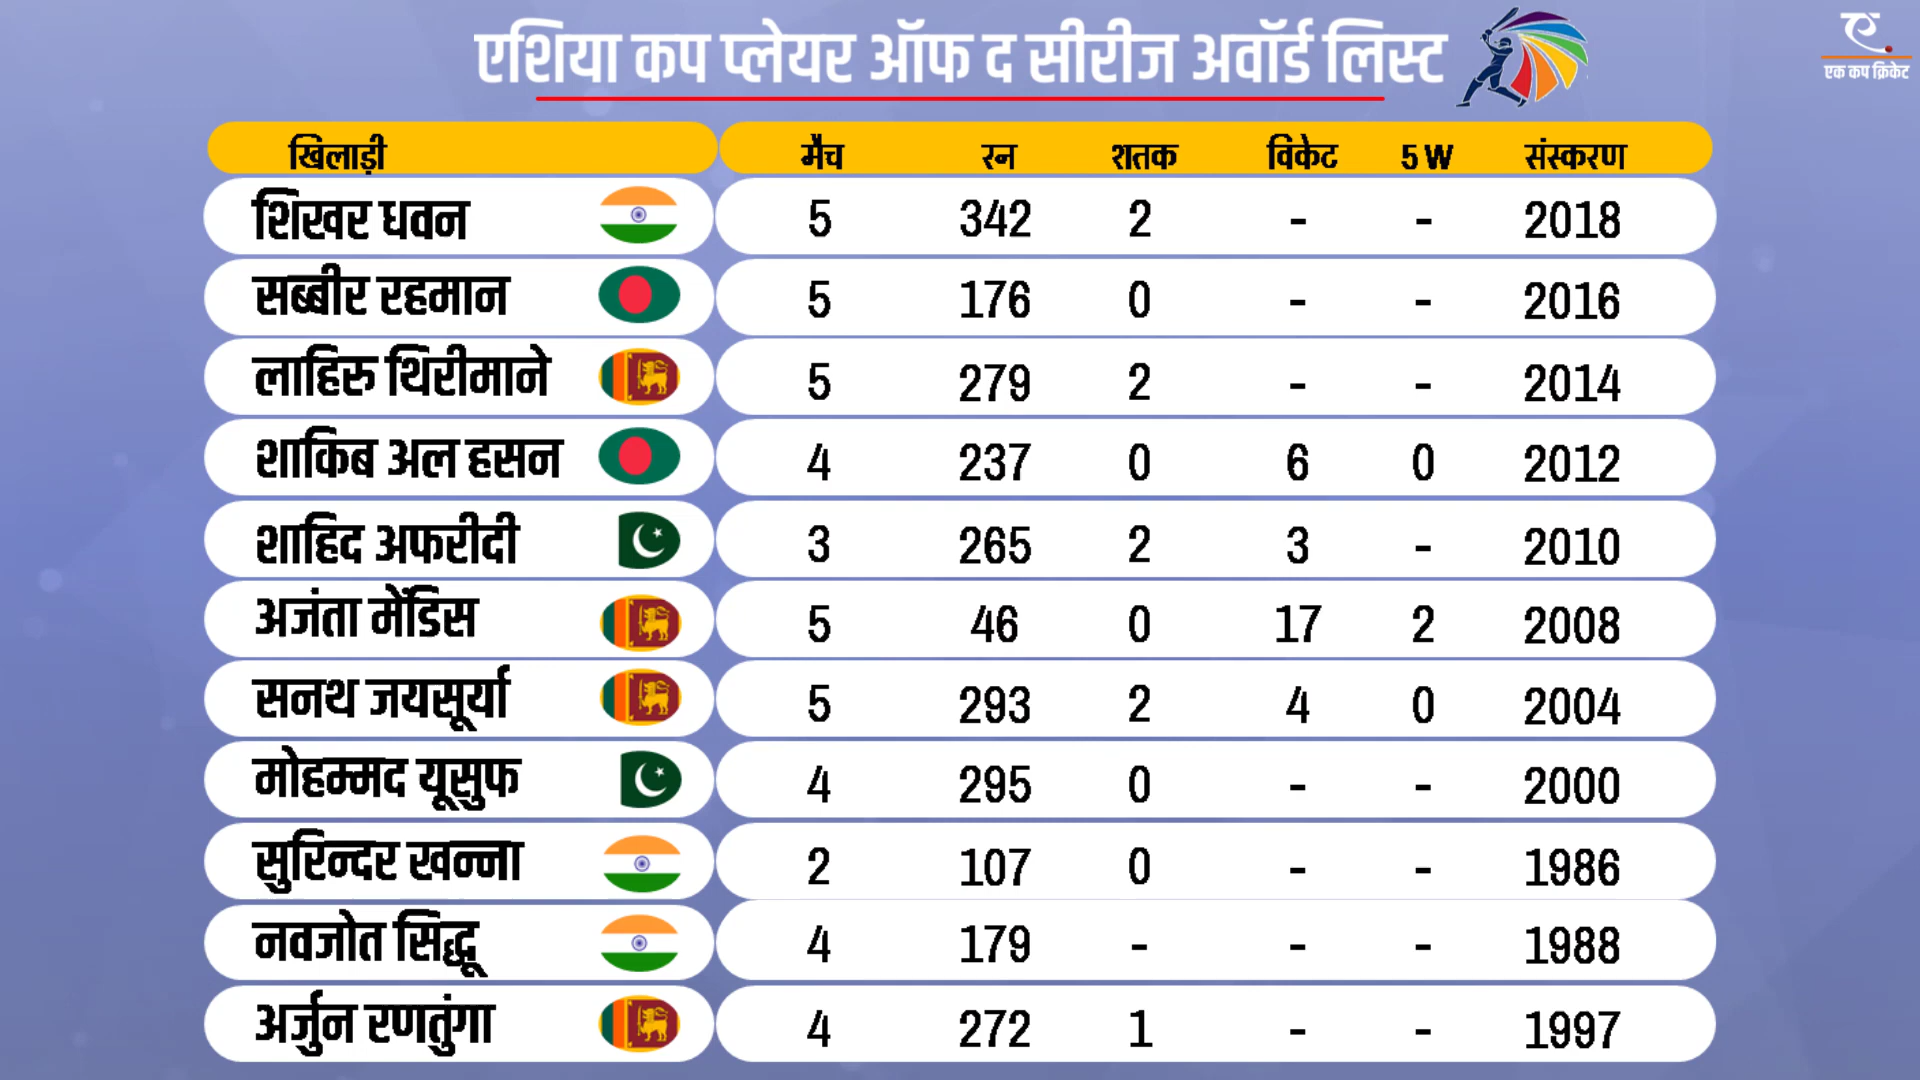 एशिया कप प्लेयर ऑफ द सीरीज अवॉर्ड लिस्ट
एक कप क्रिकेट
खिलाड़ी मैच रन शतक विकेट 5 W संस्करण
शिखर धवन 5 342 2 - - 2018
सब्बीर रहमान 5 176 0 - - 2016
लाहिरु थिरीमाने 5 279 2 - - 2014
शाकिब अल हसन 4 237 0 6 0 2012
शाहिद अफरीदी 3 265 2 3 - 2010
अजंता मेंडिस 5 46 0 17 2 2008
सनथ जयसूर्या 5 293 2 4 0 2004
मोहम्मद यूसुफ 4 295 0 - - 2000
सुरिन्दर खन्ना 2 107 0 - - 1986
नवजोत सिद्धू 4 179 - - - 1988
अर्जुन रणतुंगा 4 272 1 - - 1997